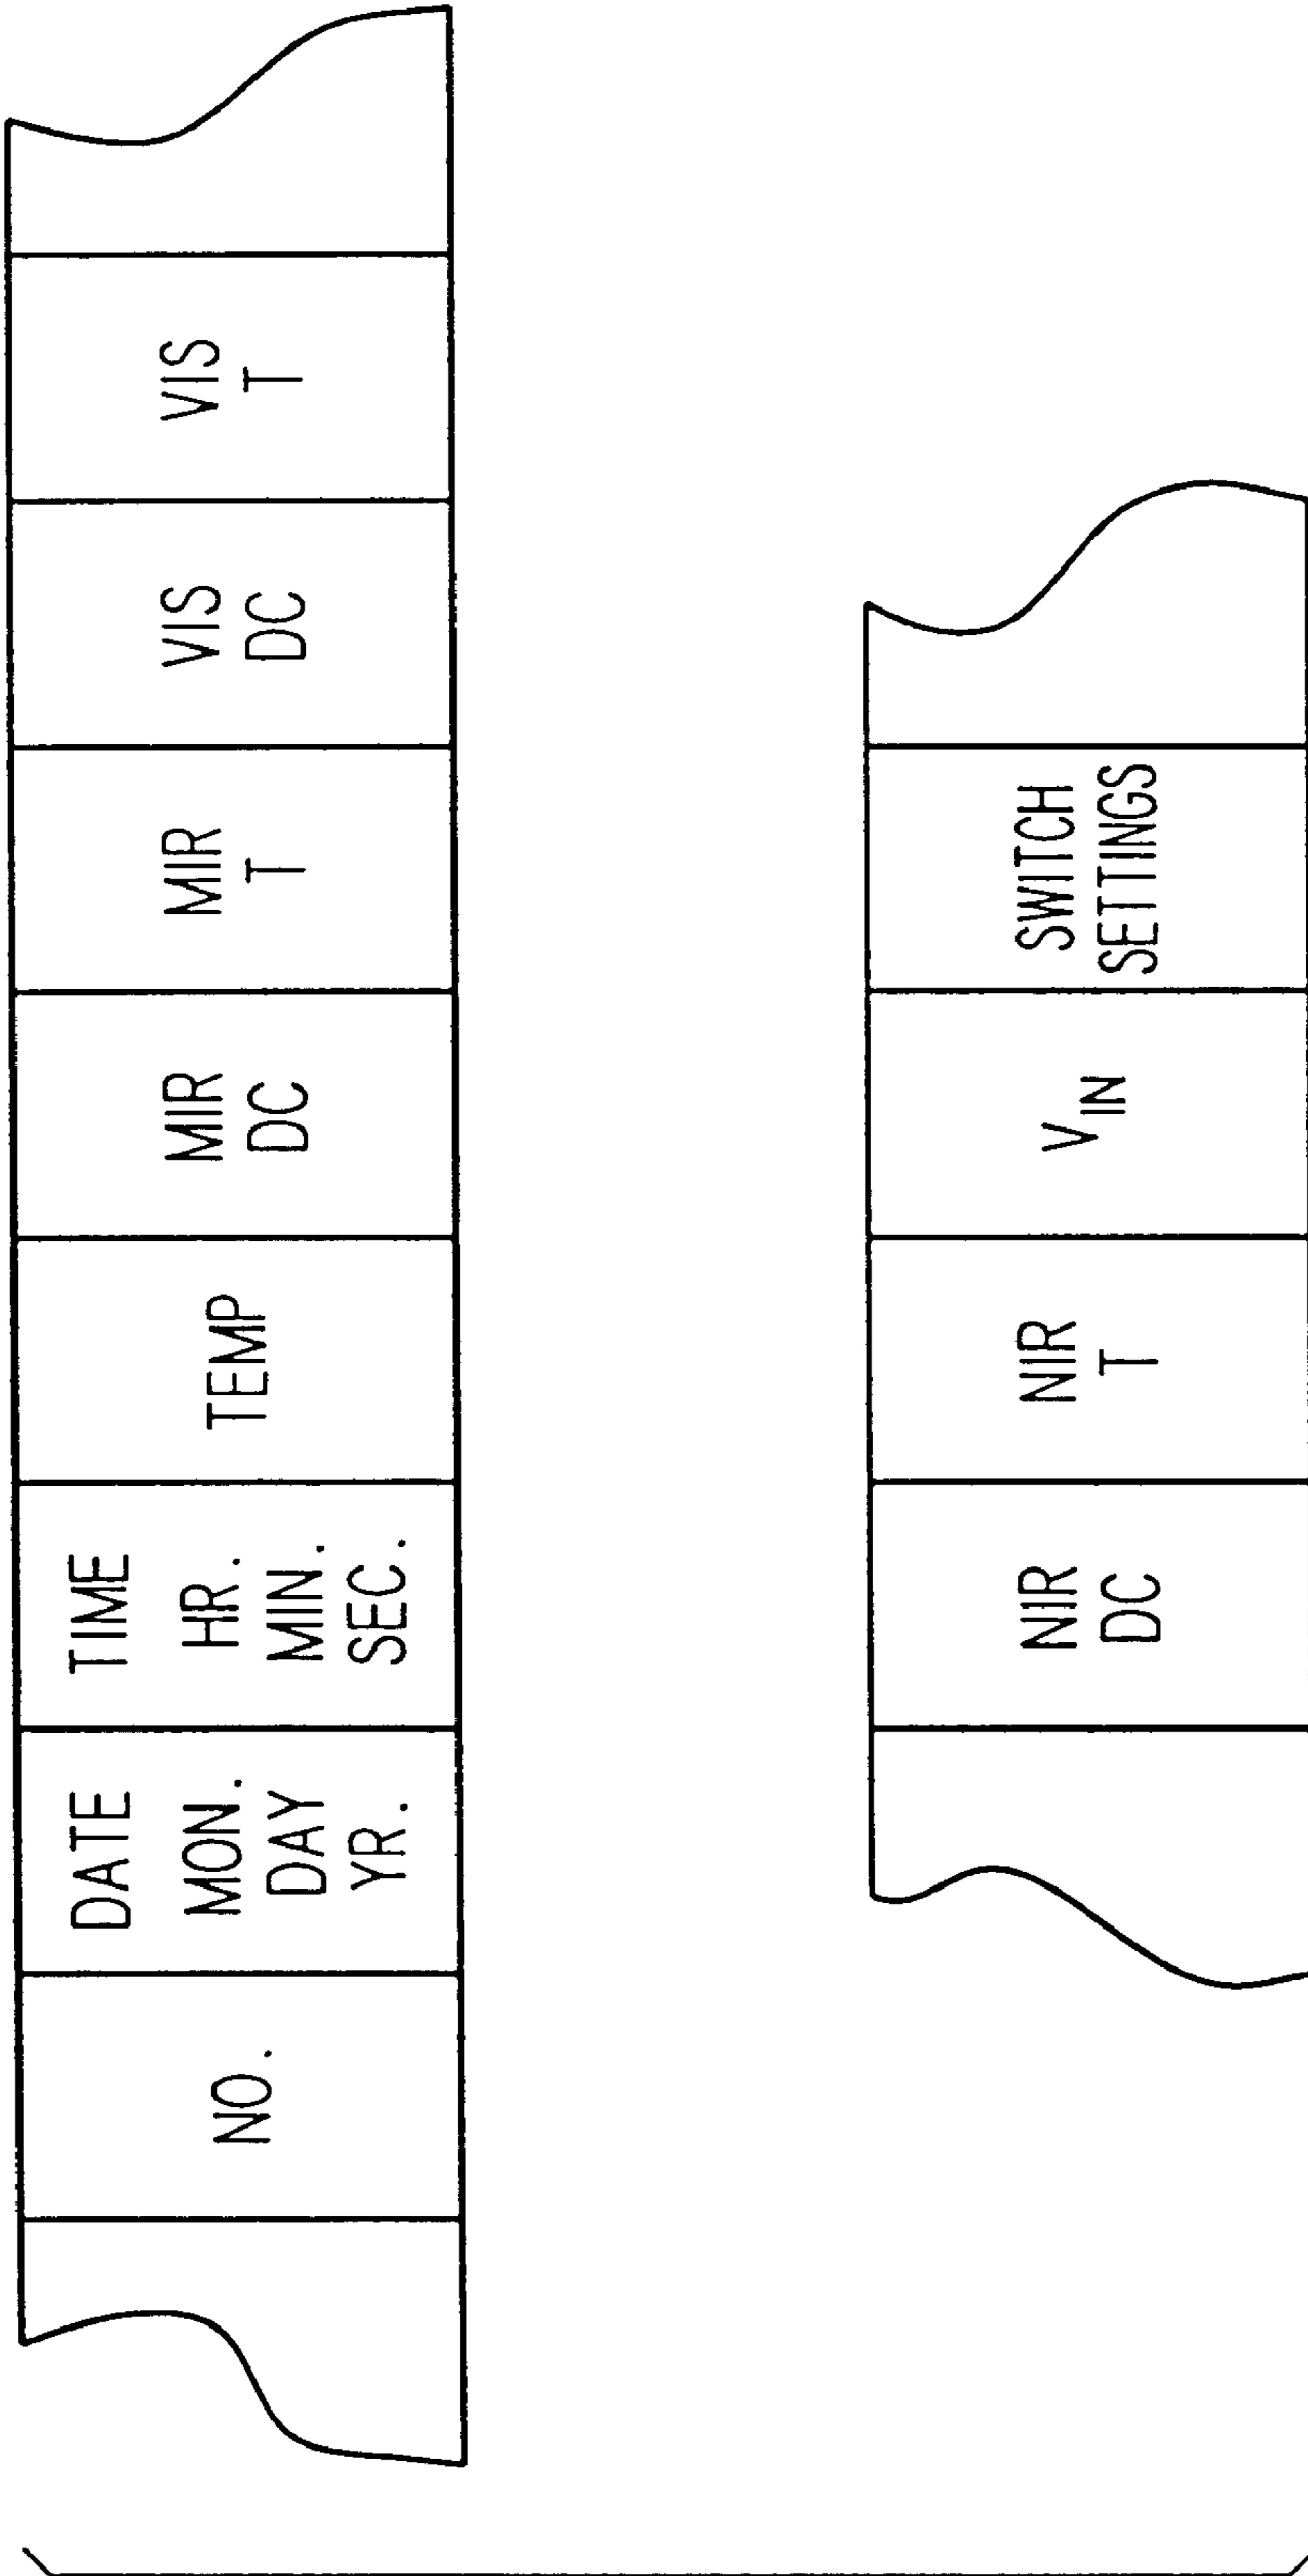 NO.
DATE
MON.
DAY
YR.
TIME
HR.
MIN.
SEC.
TEMP
MIR
DC
MIR
T
VIS
DC
VIS
T
NIR
DC
NIR
T
VIN
SWITCH
SETTINGS